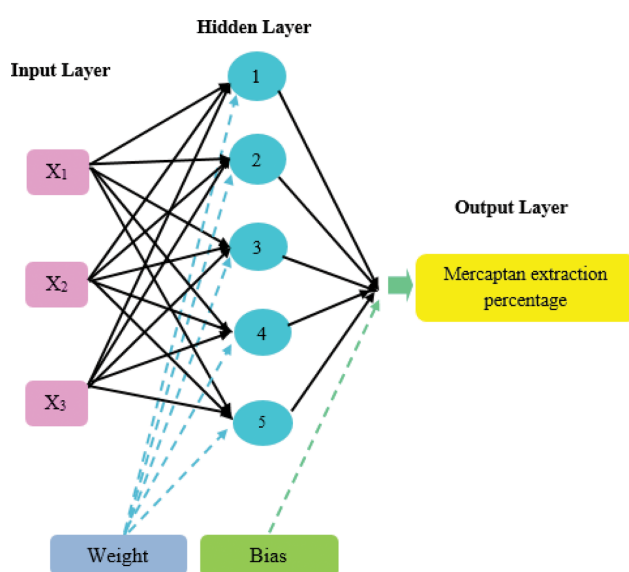 Hidden Layer
Input Layer
1
2
3
4
5
X1
X2
X3
Output Layer
Mercaptan extraction
percentage
Weight
Bias